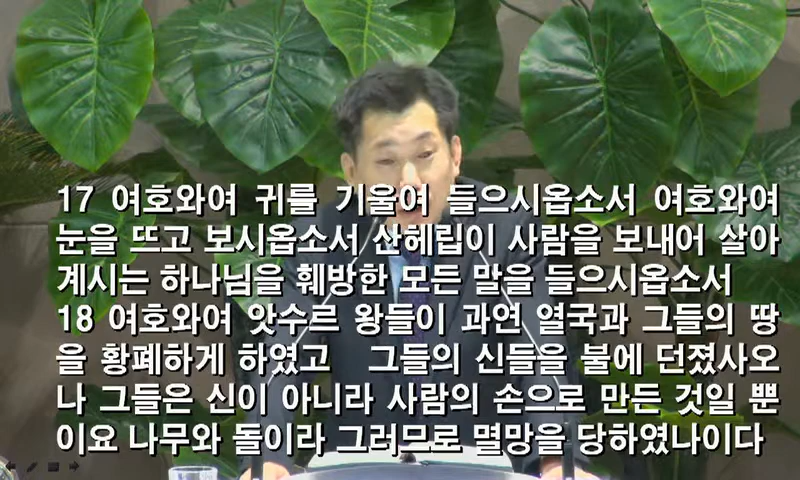 17 여호와여 귀를 기울여 들으시옵소서 여호와여
눈을 뜨고 보시옵소서 산헤립이 사람을 보내어 살아
계시는 하나님을 훼방한 모든 말을 들으시옵소서
18 여호와여 앗수르 왕들이 과연 열국과 그들의 땅
을 황폐하게 하였고 그들의 신들을 불에 던졌사오
나 그들은 신이 아니라 사람의 손으로 만든 것일 뿐
이요 나무와 돌이라 그러므로 멸망을 당하였나이다